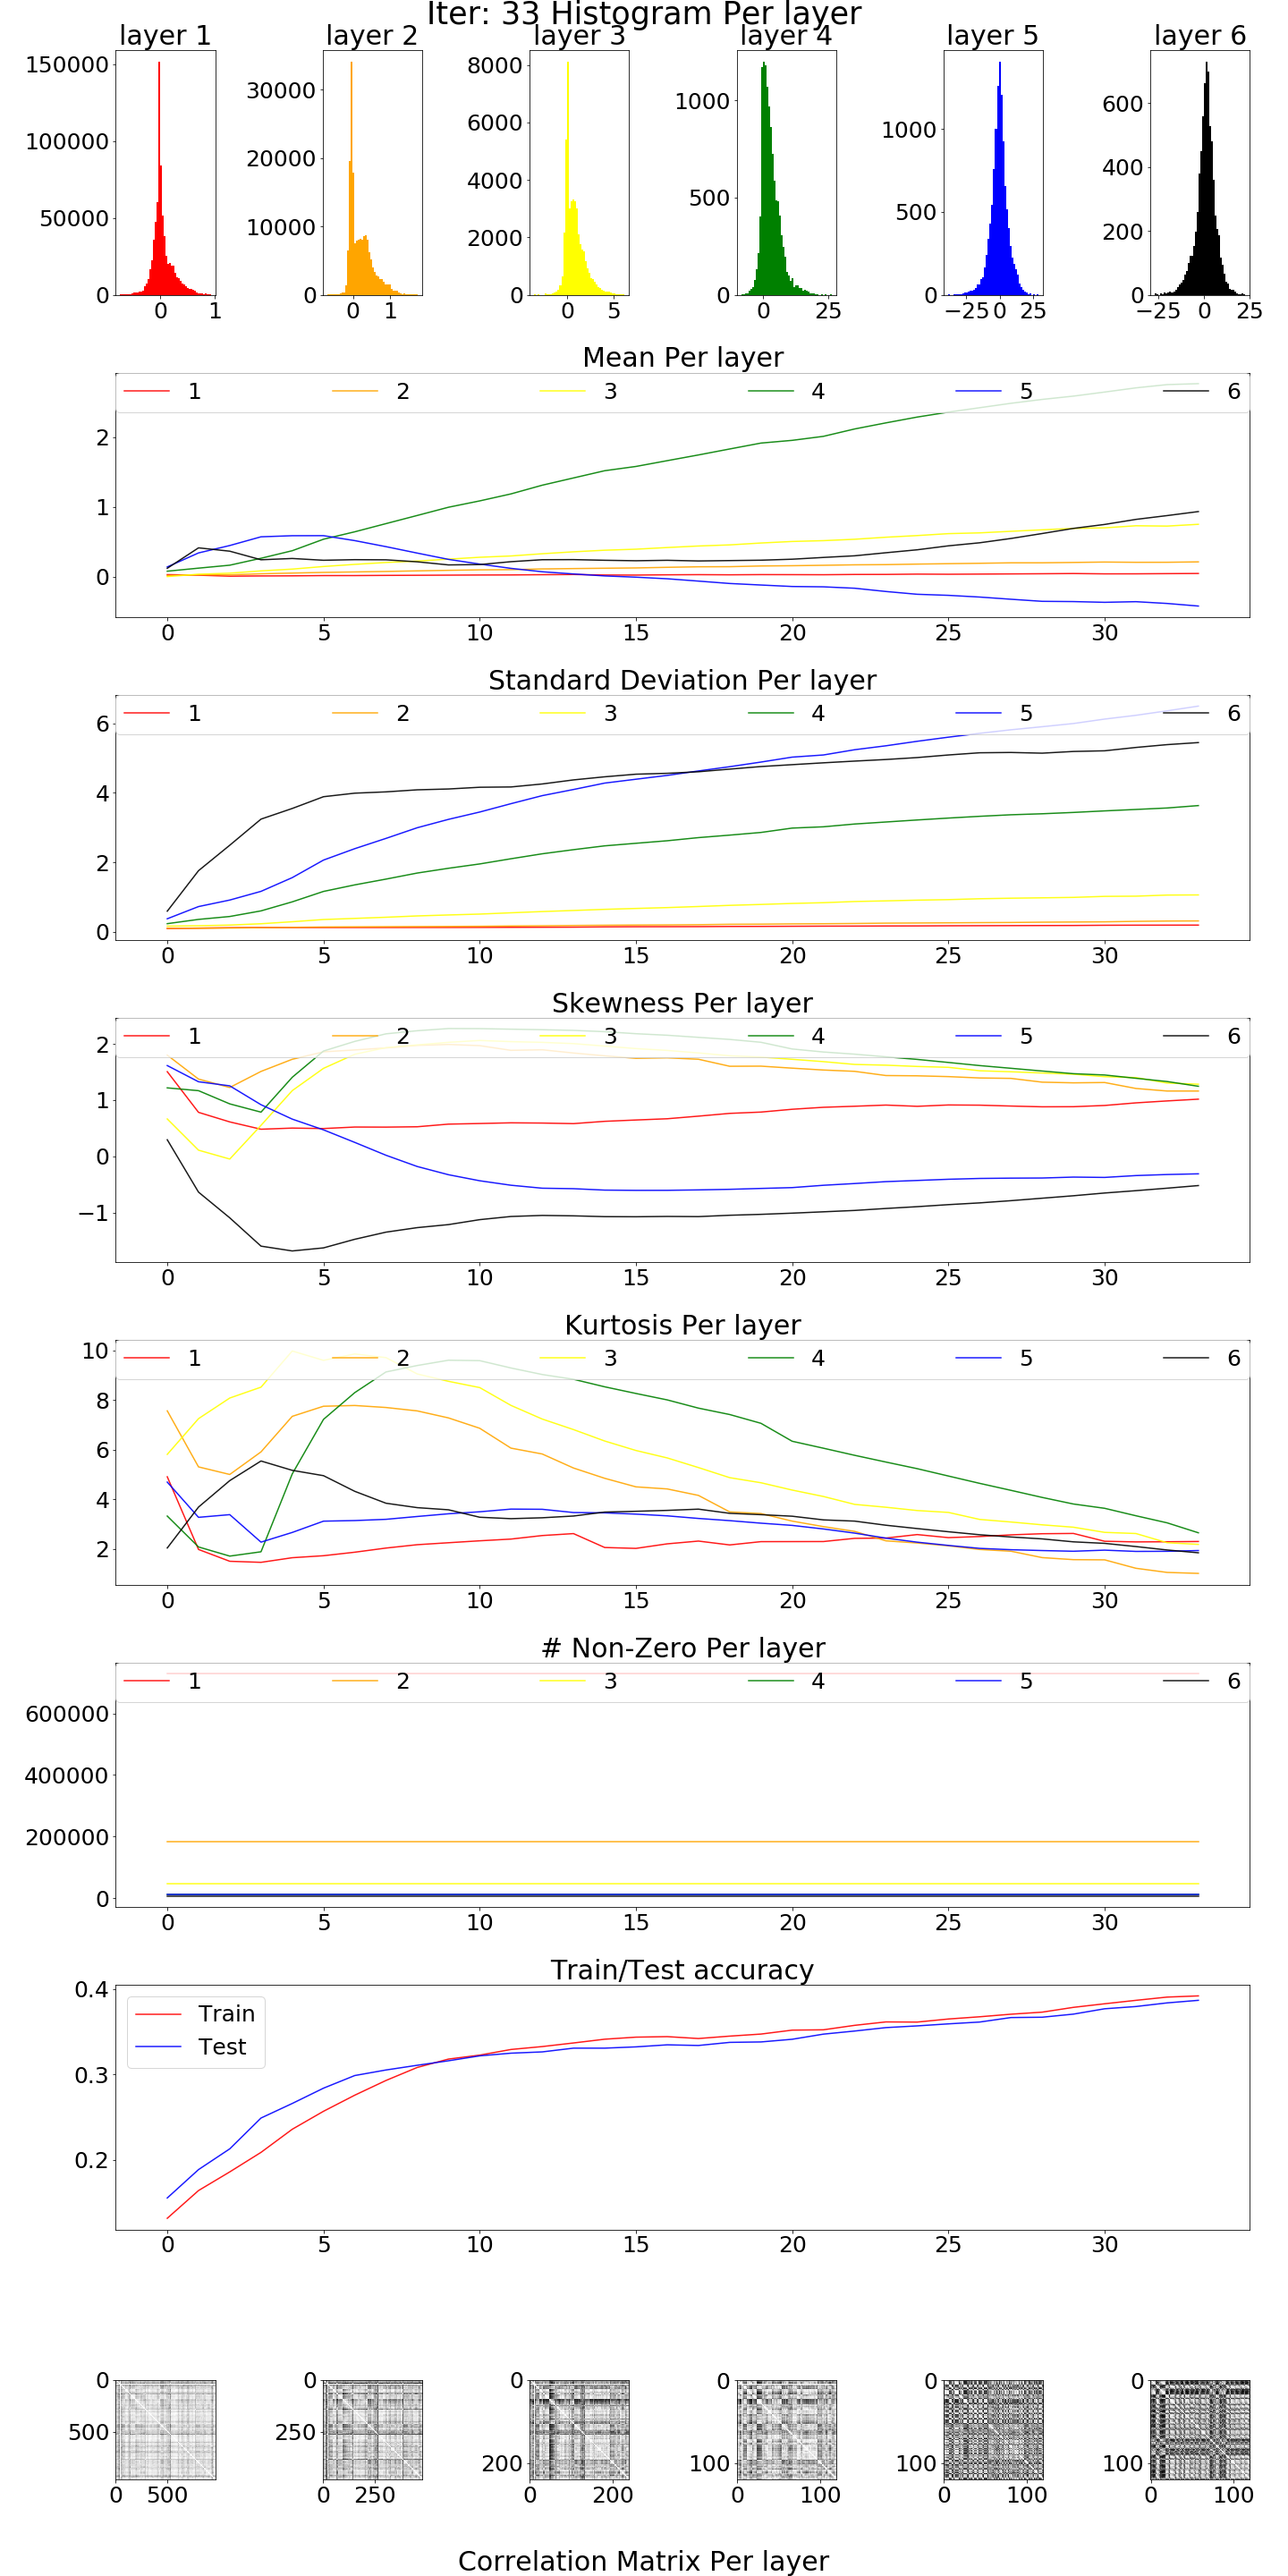 Iter: 33 Histogram Per layer
layer 1 layer 2 layer 3 layer 4 layer 5 layer 6
150000 100000 50000 0
0 1
30000 20000 10000 0
0 1
8000 6000 4000 2000 0
0 5
1000 500 0
0 25
1000 500 0
−25 0 25
600 400 200 0
−25 0 25
Mean Per layer
1 2 3 4 5 6
2
1
0
0 5 10 15 20 25 30
Standard Deviation Per layer
1 2 3 4 5 6
6
4
2
0
0 5 10 15 20 25 30
Skewness Per layer
1 2 3 4 5 6
2
1
0
−1
0 5 10 15 20 25 30
Kurtosis Per layer
1 2 3 4 5 6
10
8
6
4
2
0 5 10 15 20 25 30
# Non-Zero Per layer
1 2 3 4 5 6
600000
400000
200000
0
0 5 10 15 20 25 30
Train/Test accuracy
Train
Test
0.4
0.3
0.2
0 5 10 15 20 25 30
0 500
0 500
0 250
0 250
0 200
0 200
0 100
0 100
0 100
0 100
0 100
0 100
Correlation Matrix Per layer